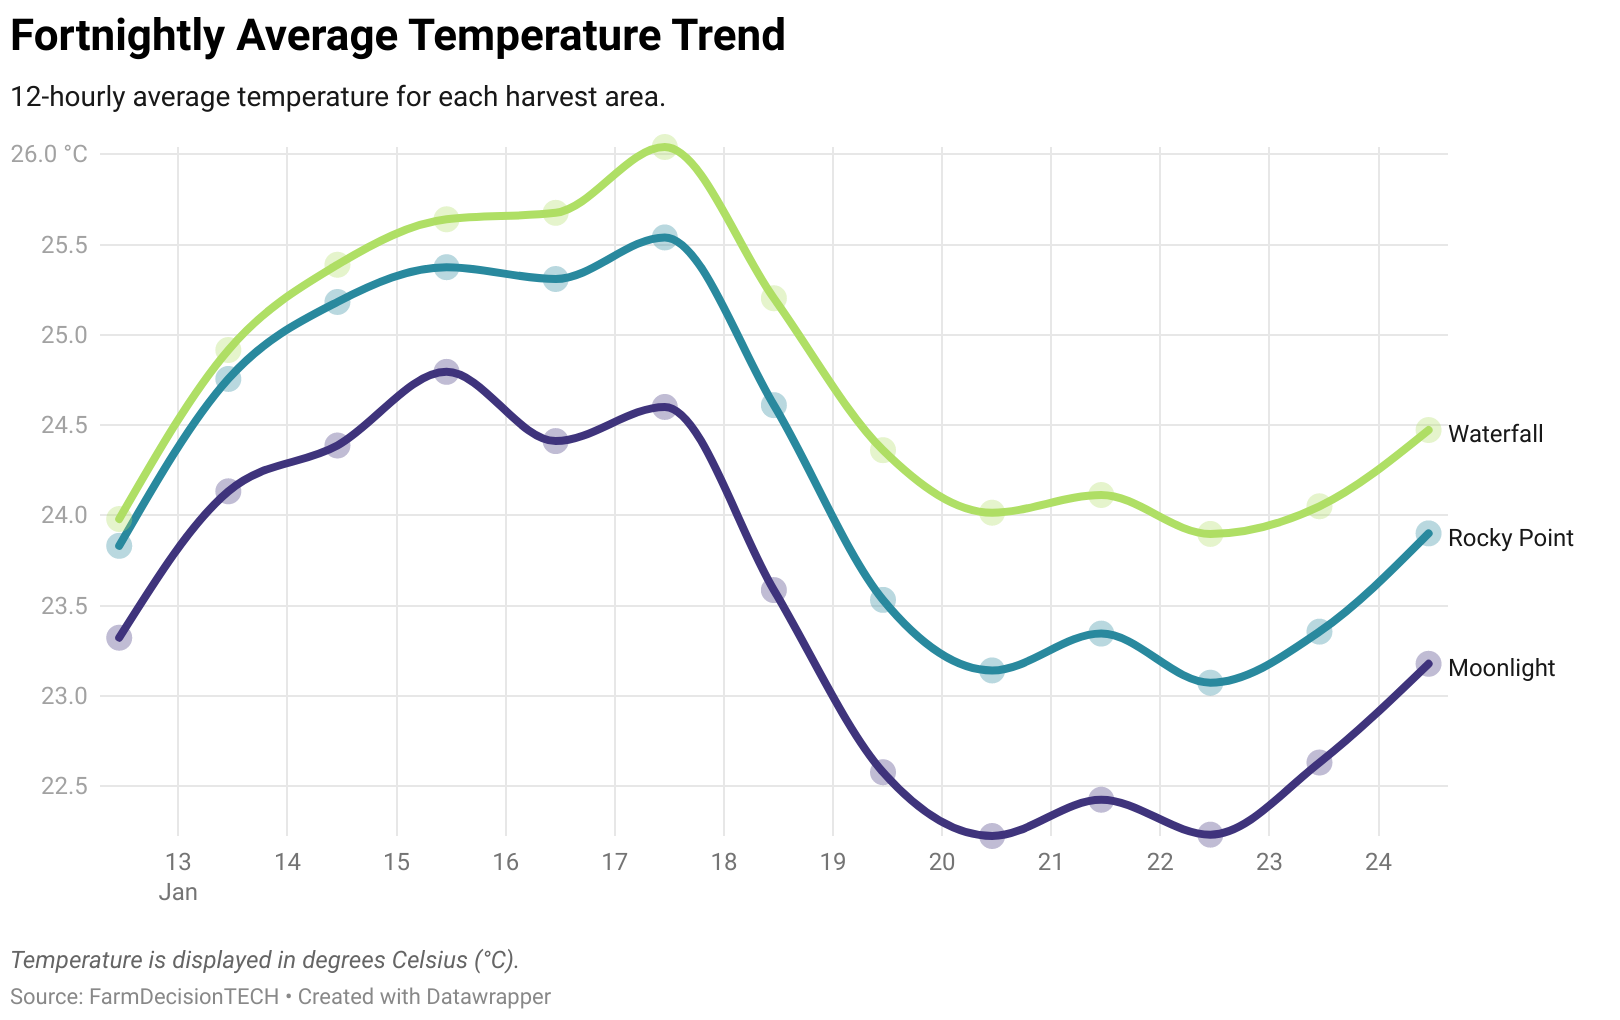 Fortnightly Average Temperature Trend
12-hourly average temperature for each harvest area.
26.0 °C
25.5
25.0
24.5
24.0
23.5
23.0
22.5
Waterfall
Rocky Point
Moonlight
13 14 15 16 17 18 19 20 21 22 23 24
Jan
Temperature is displayed in degrees Celsius (°C).
Source: FarmDecisionTECH • Created with Datawrapper